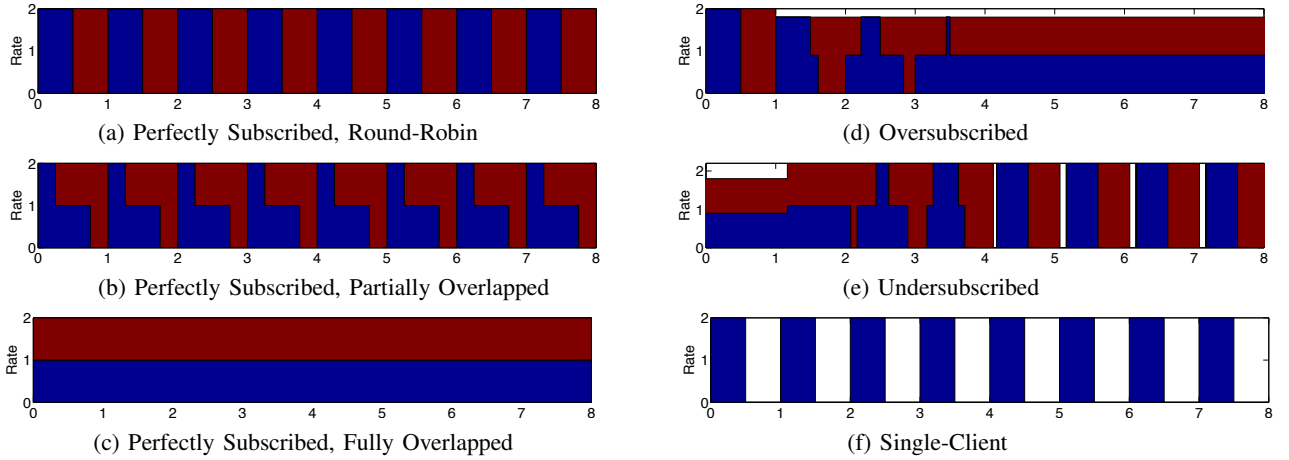 Rate
2
1
0
0 1 2 3 4 5 6 7 8
(a) Perfectly Subscribed, Round-Robin
Rate
2
1
0
0 1 2 3 4 5 6 7 8
(b) Perfectly Subscribed, Partially Overlapped
Rate
2
1
0
0 1 2 3 4 5 6 7 8
(c) Perfectly Subscribed, Fully Overlapped
Rate
2
1
0
0 1 2 3 4 5 6 7 8
(d) Oversubscribed
Rate
2
1
0
0 1 2 3 4 5 6 7 8
(e) Undersubscribed
Rate
2
1
0
0 1 2 3 4 5 6 7 8
(f) Single-Client